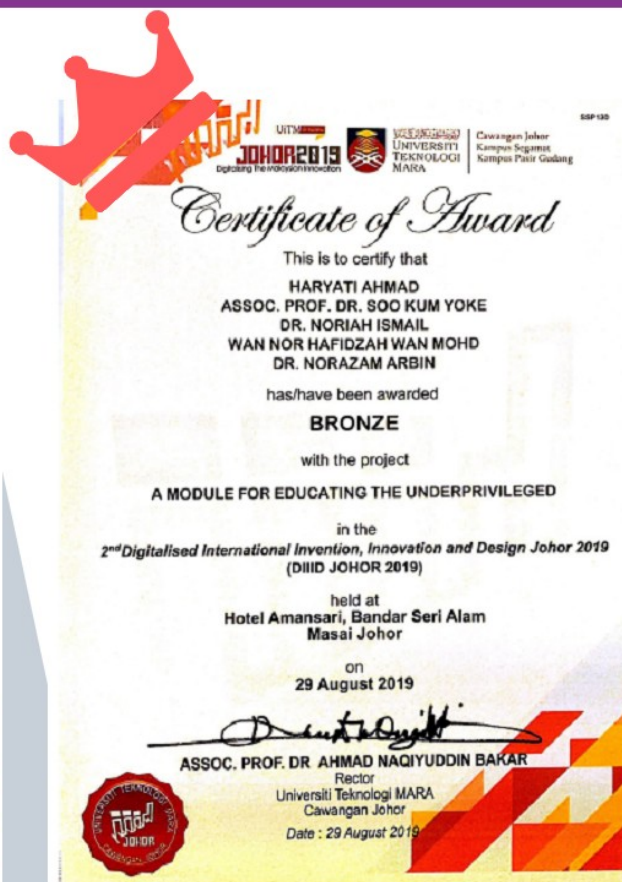 SISP 13D
UiTM
JOHOR2019
Digitalising The Malaysian Innovation
UNIVERSITI
TEKNOLOGI
MARA
Cawangan Johor
Kampus Segamat
Kampus Pasir Gudang
Certificate of Award
This is to certify that
HARYATI AHMAD
ASSOC. PROF. DR. SOO KUM YOKE
DR. NORIAH ISMAIL
WAN NOR HAFIDZAH WAN MOHD
DR. NORAZAM ARBIN
has/have been awarded
BRONZE
with the project
A MODULE FOR EDUCATING THE UNDERPRIVILEGED
in the
2nd Digitalised International Invention, Innovation and Design Johor 2019
(DIIID JOHOR 2019)
held at
Hotel Amansari, Bandar Seri Alam
Masai Johor
on
29 August 2019
ASSOC. PROF. DR AHMAD NAQIYUDDIN BAKAR
Rector
Universiti Teknologi MARA
Cawangan Johor
Date : 29 August 2019
UNIVERSITI TEKNOLOGI MARA
JOHOR
CAWANGAN JOHOR